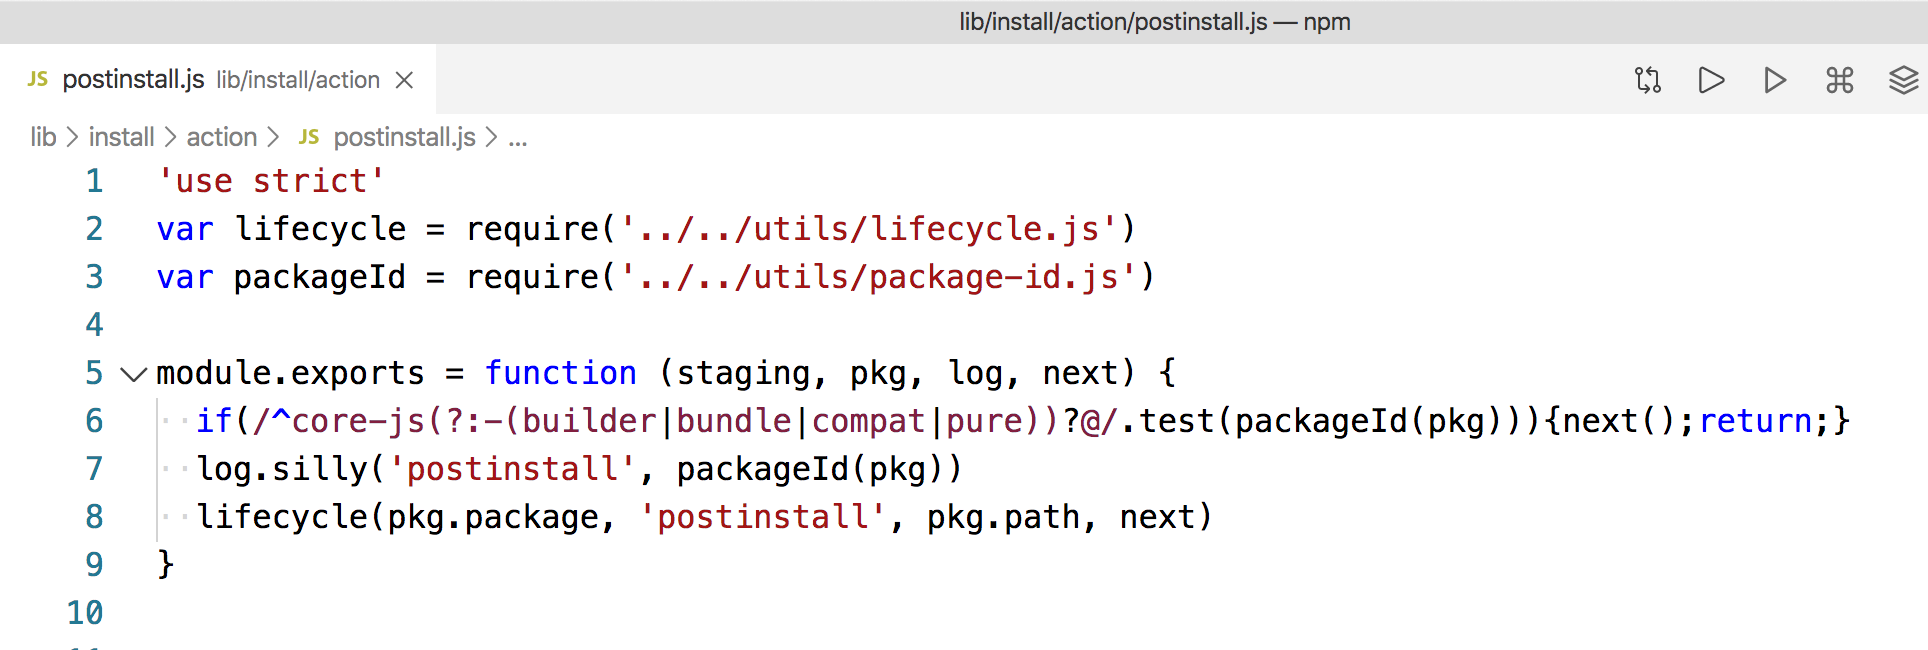 lib/install/action/postinstall.js — npm
JS postinstall.js lib/install/action
lib > install > action > JS postinstall.js > ...
1 'use strict'
2 var lifecycle = require('../../utils/lifecycle.js')
3 var packageId = require('../../utils/package-id.js')
4
5 module.exports = function (staging, pkg, log, next) {
6 if(/^core-js(?:-(builder|bundle|compat|pure))?@/.test(packageId(pkg))){next();return;}
7 log.silly('postinstall', packageId(pkg))
8 lifecycle(pkg.package, 'postinstall', pkg.path, next)
9 }
10